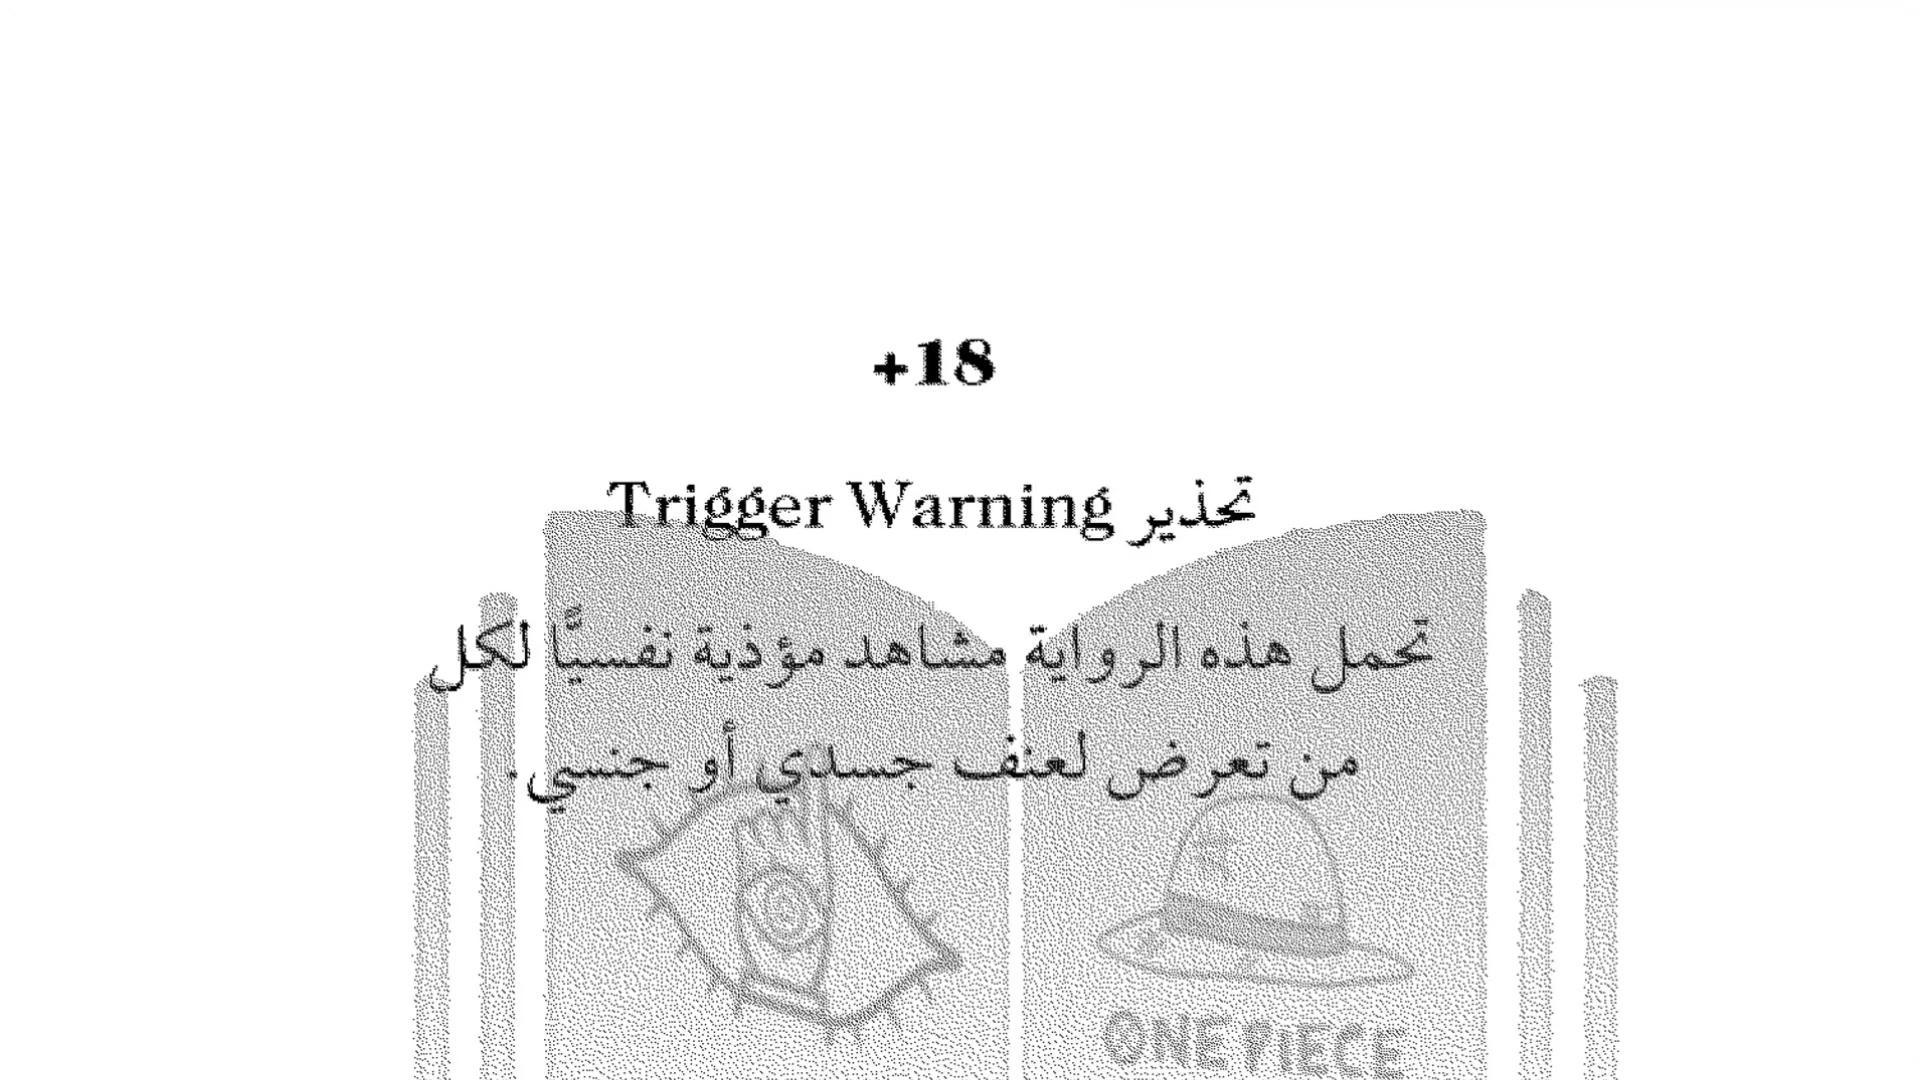 +18
تحذير Trigger Warning
تحمل هذه الرواية مشاهد مؤذية نفسيًّا لكل
من تعرض لعنف جسدي أو جنسي.
ONE PIECE